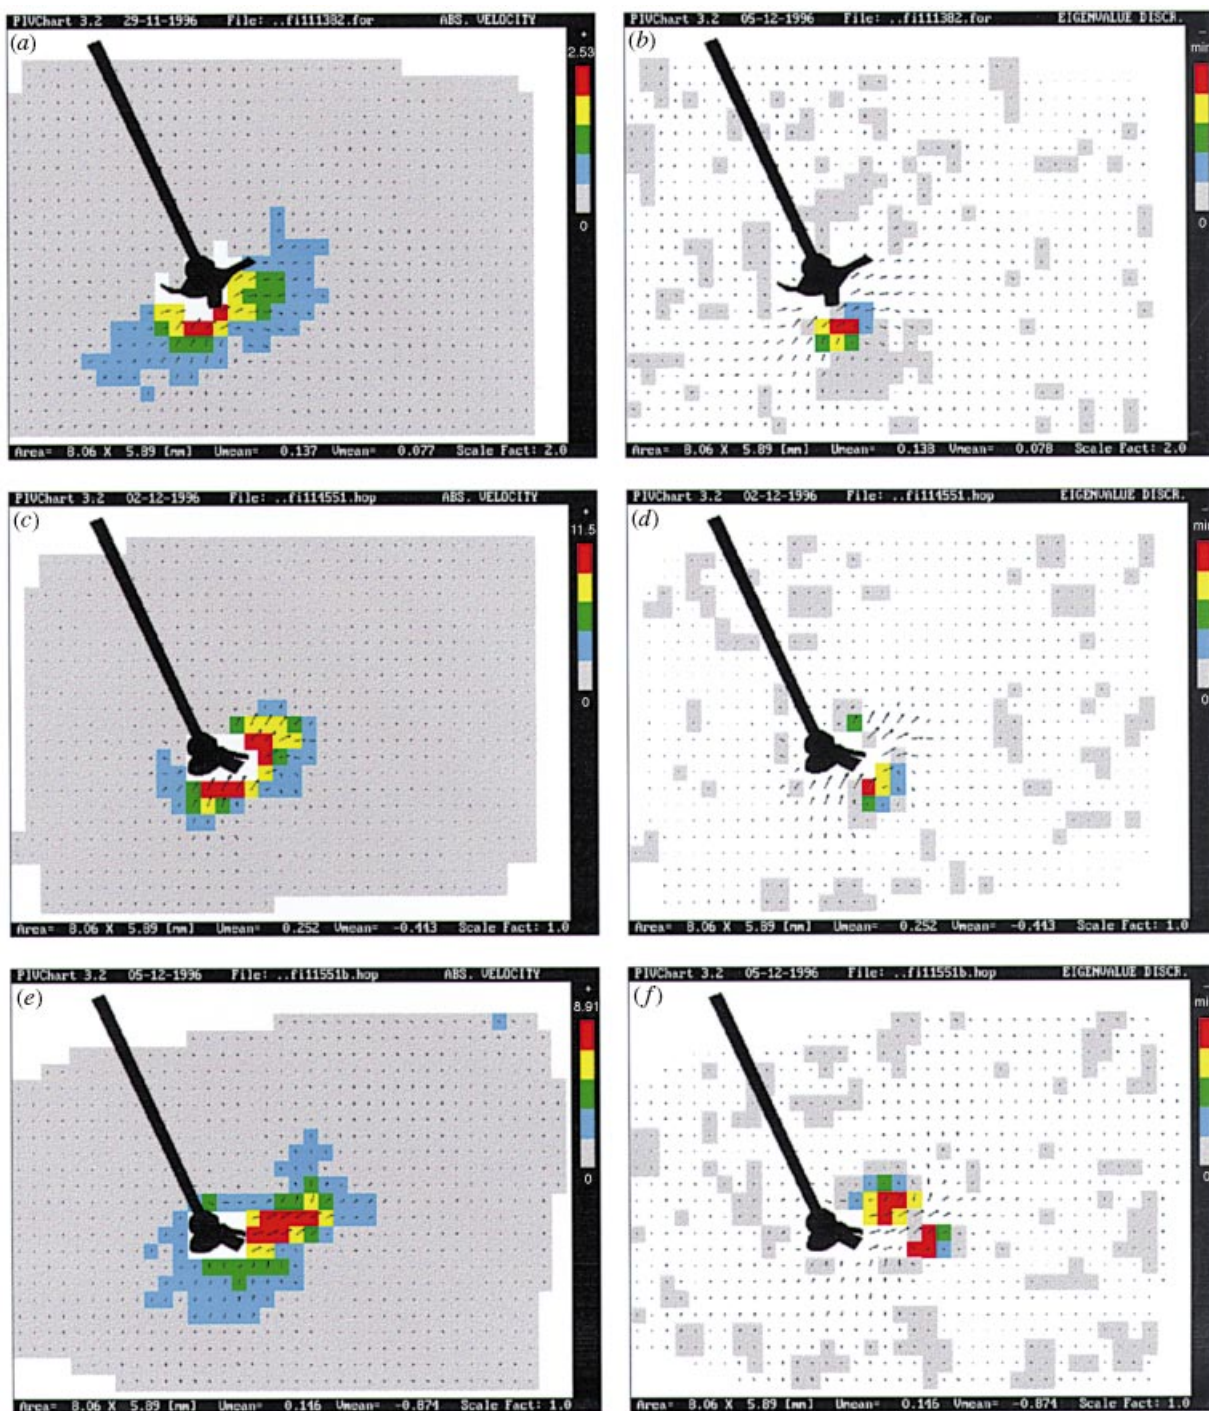 PIVChart 3.2 29-11-1996 File: ..fi111382.for ABS. VELOCITY
(a)
+
2.53
0
Area= 8.06 X 5.89 [mm] Umean= 0.137 Vmean= 0.077 Scale Fact: 2.0
PIVChart 3.2 05-12-1996 File: ..fi111382.for EIGENVALUE DISCR.
(b)
−
min
0
Area= 8.06 X 5.89 [mm] Umean= 0.138 Vmean= 0.078 Scale Fact: 2.0
PIVChart 3.2 02-12-1996 File: ..fi114551.hop ABS. VELOCITY
(c)
+
11.5
0
Area= 8.06 X 5.89 [mm] Umean= 0.252 Vmean= -0.443 Scale Fact: 1.0
PIVChart 3.2 02-12-1996 File: ..fi114551.hop EIGENVALUE DISCR.
(d)
−
min
0
Area= 8.06 X 5.89 [mm] Umean= 0.252 Vmean= -0.443 Scale Fact: 1.0
PIVChart 3.2 05-12-1996 File: ..fi11551b.hop ABS. VELOCITY
(e)
+
8.91
0
Area= 8.06 X 5.89 [mm] Umean= 0.146 Vmean= -0.874 Scale Fact: 1.0
PIVChart 3.2 05-12-1996 File: ..fi11551b.hop EIGENVALUE DISCR.
(f)
−
min
0
Area= 8.06 X 5.89 [mm] Umean= 0.146 Vmean= -0.874 Scale Fact: 1.0